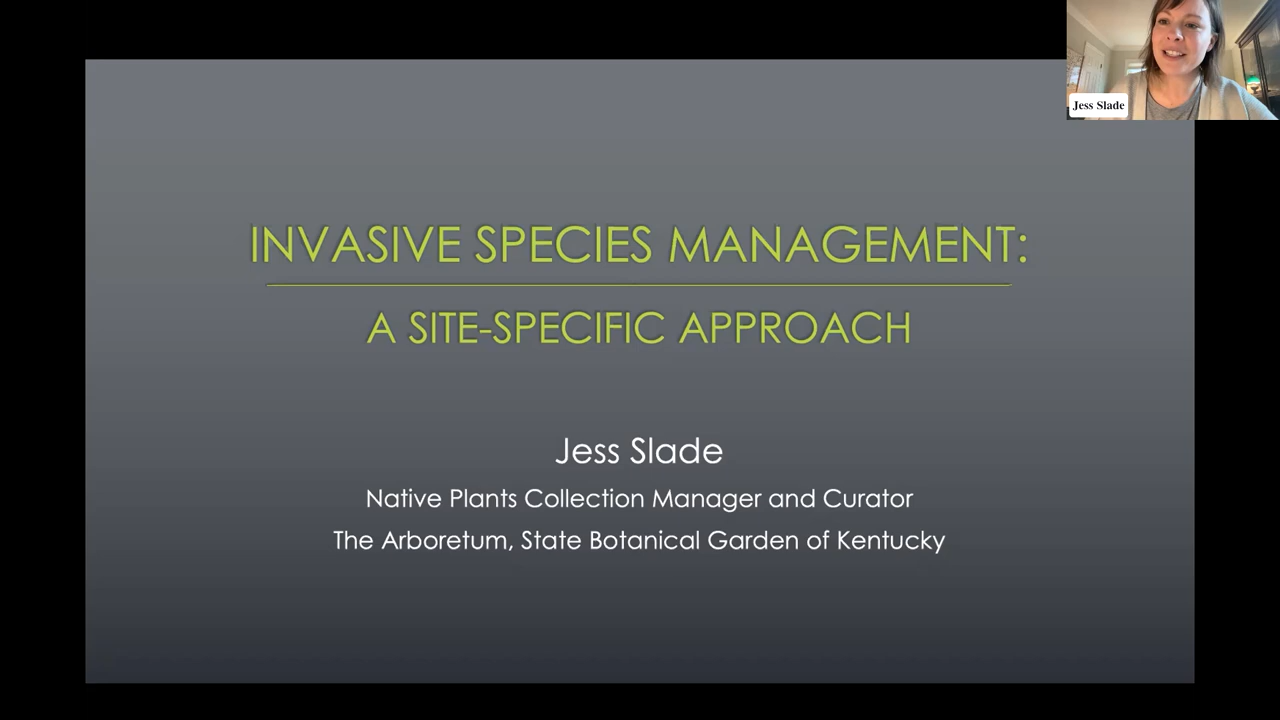 Jess Slade
INVASIVE SPECIES MANAGEMENT:
A SITE-SPECIFIC APPROACH
Jess Slade
Native Plants Collection Manager and Curator
The Arboretum, State Botanical Garden of Kentucky